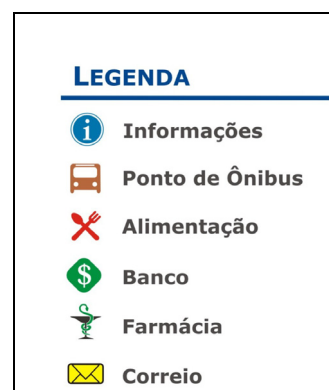 LEGENDA
i Informações
Ponto de Ônibus
Alimentação
$ Banco
Farmácia
Correio